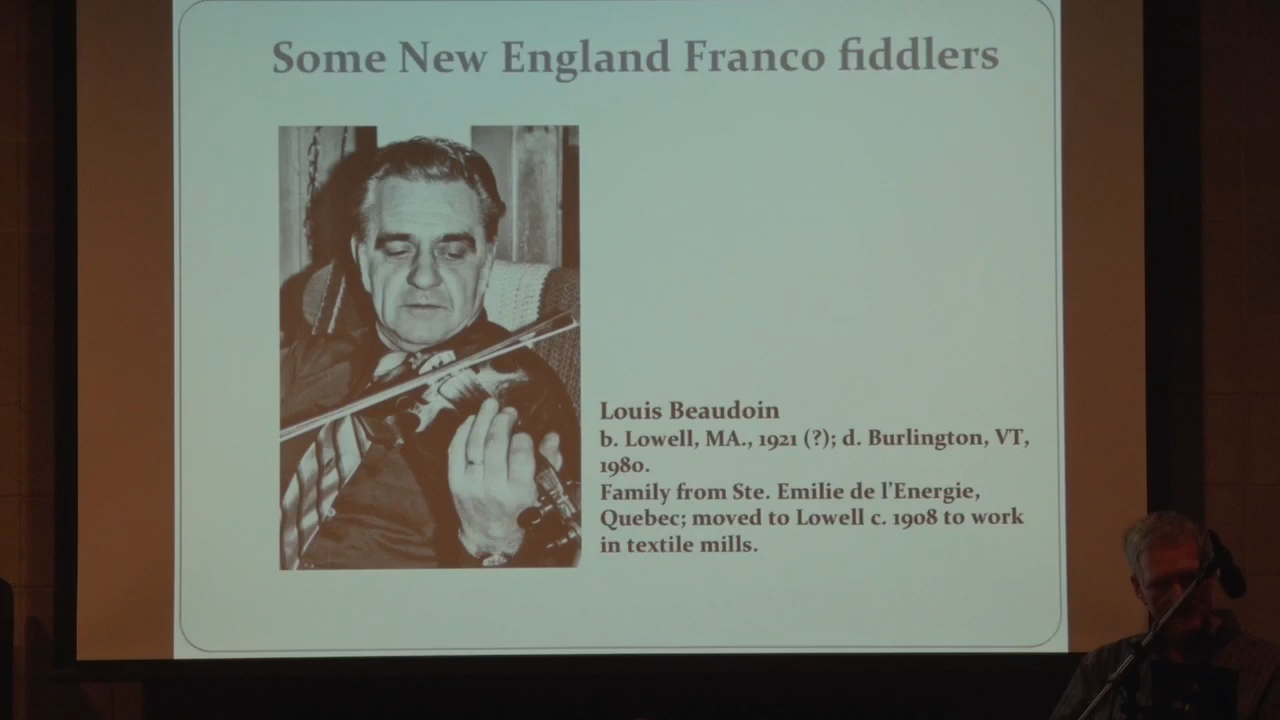 Some New England Franco fiddlers
Louis Beaudoin
b. Lowell, MA., 1921 (?); d. Burlington, VT,
1980.
Family from Ste. Emilie de l’Energie,
Quebec; moved to Lowell c. 1908 to work
in textile mills.